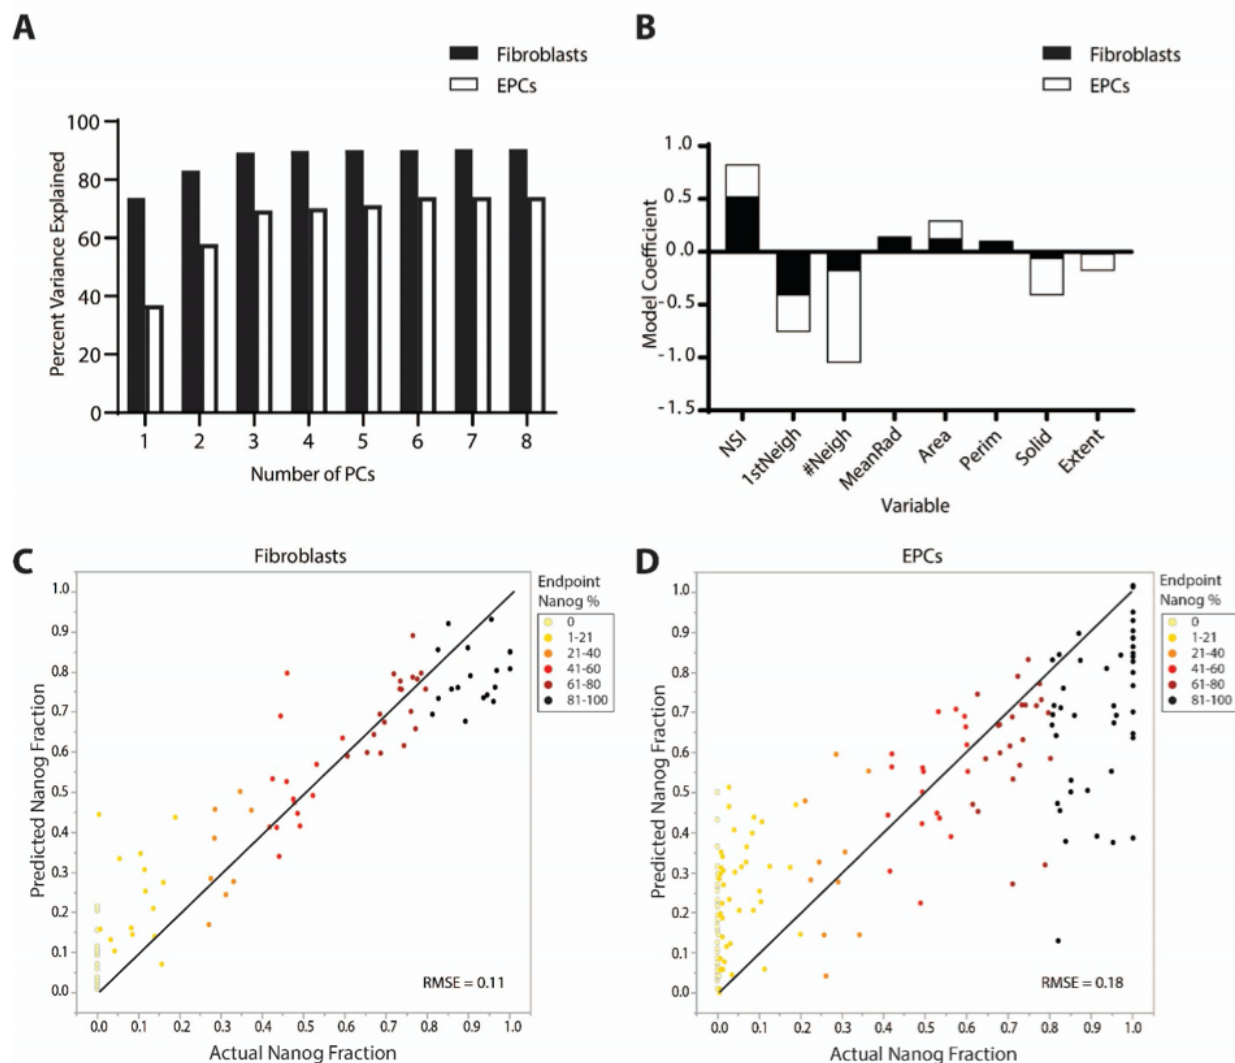 A
Fibroblasts
EPCs
Percent Variance Explained
100
80
60
40
20
0
1 2 3 4 5 6 7 8
Number of PCs
B
Fibroblasts
EPCs
Model Coefficient
1.0
0.5
0.0
-0.5
-1.0
-1.5
NSI 1stNeigh #Neigh MeanRad Area Perim Solid Extent
Variable
C
Fibroblasts
Predicted Nanog Fraction
1.0
0.9
0.8
0.7
0.6
0.5
0.4
0.3
0.2
0.1
0.0
0.0 0.1 0.2 0.3 0.4 0.5 0.6 0.7 0.8 0.9 1.0
Actual Nanog Fraction
RMSE = 0.11
Endpoint
Nanog %
0
1-21
21-40
41-60
61-80
81-100
D
EPCs
Predicted Nanog Fraction
1.0
0.9
0.8
0.7
0.6
0.5
0.4
0.3
0.2
0.1
0.0
0.0 0.1 0.2 0.3 0.4 0.5 0.6 0.7 0.8 0.9 1.0
Actual Nanog Fraction
RMSE = 0.18
Endpoint
Nanog %
0
1-21
21-40
41-60
61-80
81-100